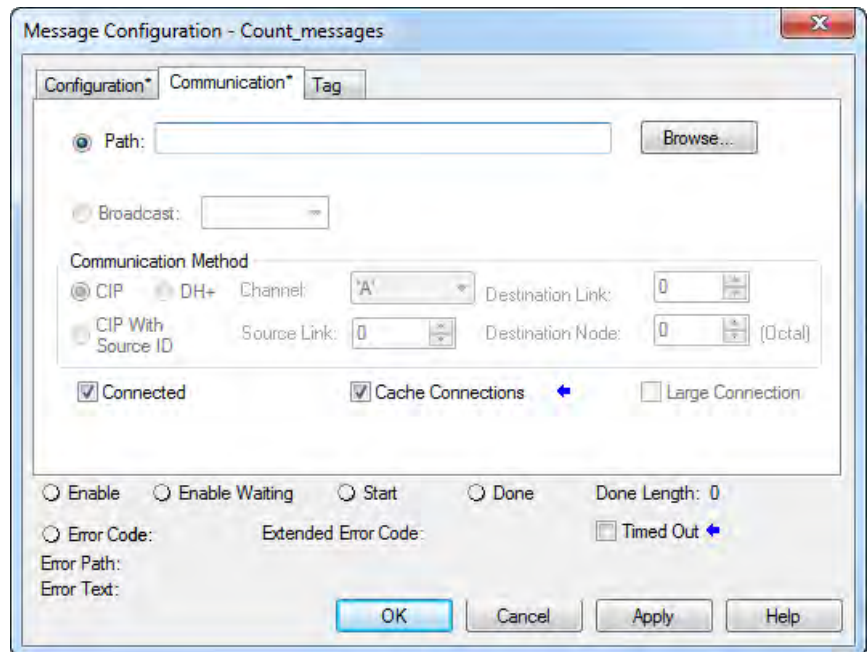 Message Configuration - Count_messages
Configuration* Communication* Tag
Path: Browse...
Broadcast:
Communication Method
CIP DH+ Channel: 'A' Destination Link: 0
CIP With
Source ID
Source Link: 0 Destination Node: 0 (Octal)
Connected Cache Connections Large Connection
Enable Enable Waiting Start Done Done Length: 0
Error Code: Extended Error Code: Timed Out
Error Path:
Error Text:
OK Cancel Apply Help